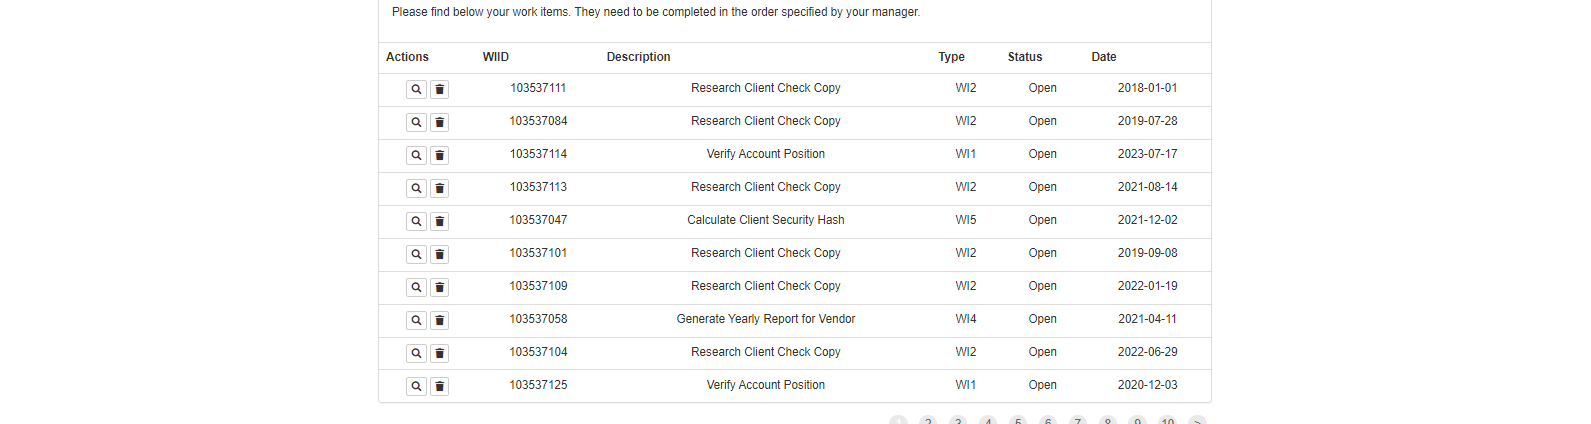 Please find below your work items. They need to be completed in the order specified by your manager.
Actions WIID Description Type Status Date
103537111 Research Client Check Copy WI2 Open 2018-01-01
103537084 Research Client Check Copy WI2 Open 2019-07-28
103537114 Verify Account Position WI1 Open 2023-07-17
103537113 Research Client Check Copy WI2 Open 2021-08-14
103537047 Calculate Client Security Hash WI5 Open 2021-12-02
103537101 Research Client Check Copy WI2 Open 2019-09-08
103537109 Research Client Check Copy WI2 Open 2022-01-19
103537058 Generate Yearly Report for Vendor WI4 Open 2021-04-11
103537104 Research Client Check Copy WI2 Open 2022-06-29
103537125 Verify Account Position WI1 Open 2020-12-03
1 2 3 4 5 6 7 8 9 10 >